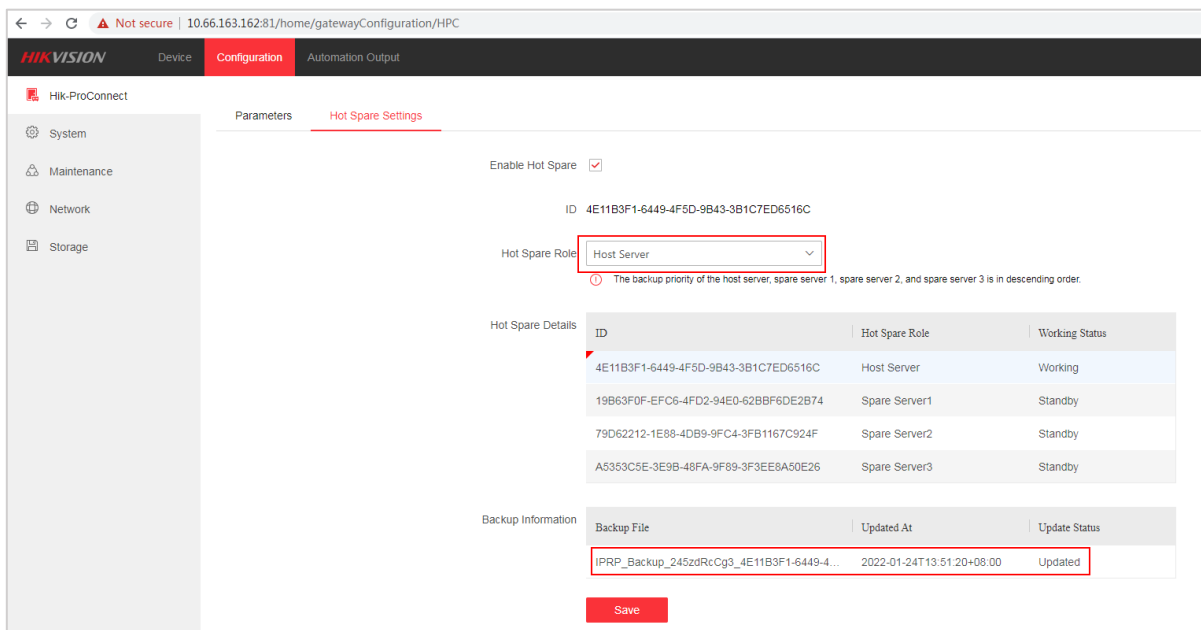 Not secure | 10.66.163.162:81/home/gatewayConfiguration/HPC
HIKVISION Device Configuration Automation Output
Hik-ProConnect
System
Maintenance
Network
Storage
Parameters Hot Spare Settings
Enable Hot Spare
ID 4E11B3F1-6449-4F5D-9B43-3B1C7ED6516C
Hot Spare Role Host Server
The backup priority of the host server, spare server 1, spare server 2, and spare server 3 is in descending order.
Hot Spare Details
ID Hot Spare Role Working Status
4E11B3F1-6449-4F5D-9B43-3B1C7ED6516C Host Server Working
19B63F0F-EFC6-4FD2-94E0-62BBF6DE2B74 Spare Server1 Standby
79D62212-1E88-4DB9-9FC4-3FB1167C924F Spare Server2 Standby
A5353C5E-3E9B-48FA-9F89-3F3EE8A50E26 Spare Server3 Standby
Backup Information
Backup File Updated At Update Status
IPRP_Backup_245zdRcCg3_4E11B3F1-6449-4... 2022-01-24T13:51:20+08:00 Updated
Save